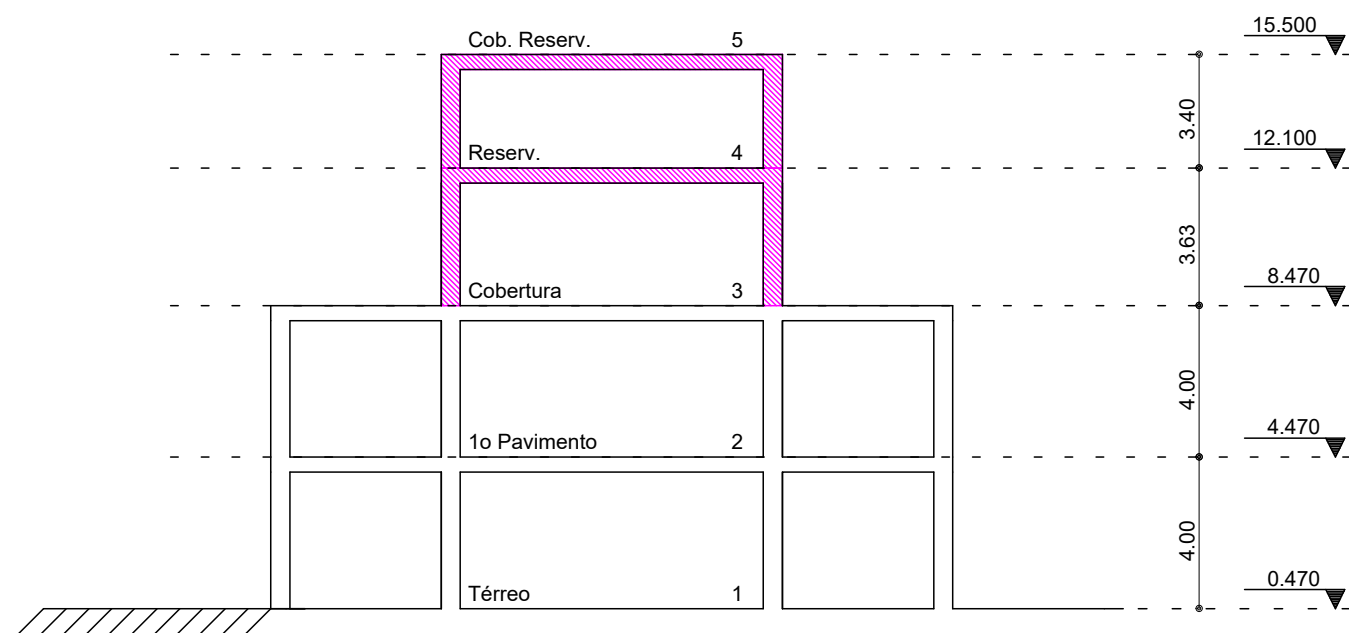 15.500
Cob. Reserv. 5
3.40
12.100
Reserv. 4
3.63
8.470
Cobertura 3
4.00
4.470
1o Pavimento 2
4.00
0.470
Térreo 1